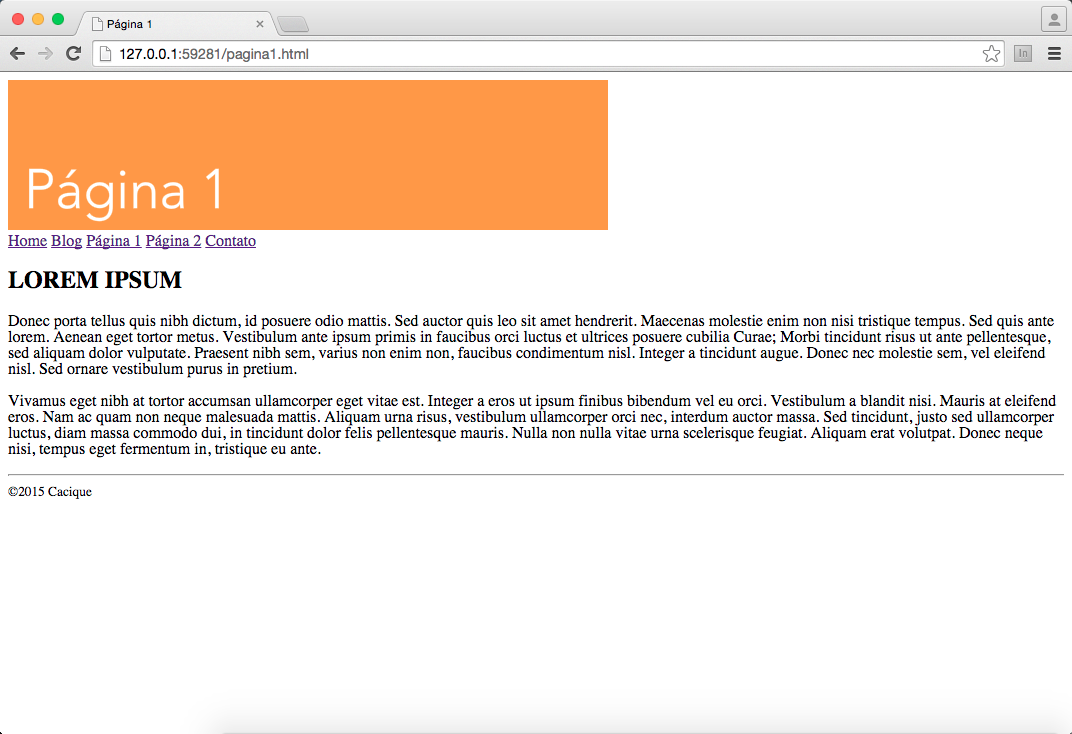 Página 1
127.0.0.1:59281/pagina1.html
In
Página 1
Home Blog Página 1 Página 2 Contato
LOREM IPSUM
Donec porta tellus quis nibh dictum, id posuere odio mattis. Sed auctor quis leo sit amet hendrerit. Maecenas molestie enim non nisi tristique tempus. Sed quis ante
lorem. Aenean eget tortor metus. Vestibulum ante ipsum primis in faucibus orci luctus et ultrices posuere cubilia Curae; Morbi tincidunt risus ut ante pellentesque,
sed aliquam dolor vulputate. Praesent nibh sem, varius non enim non, faucibus condimentum nisl. Integer a tincidunt augue. Donec nec molestie sem, vel eleifend
nisl. Sed ornare vestibulum purus in pretium.
Vivamus eget nibh at tortor accumsan ullamcorper eget vitae est. Integer a eros ut ipsum finibus bibendum vel eu orci. Vestibulum a blandit nisi. Mauris at eleifend
eros. Nam ac quam non neque malesuada mattis. Aliquam urna risus, vestibulum ullamcorper orci nec, interdum auctor massa. Sed tincidunt, justo sed ullamcorper
luctus, diam massa commodo dui, in tincidunt dolor felis pellentesque mauris. Nulla non nulla vitae urna scelerisque feugiat. Aliquam erat volutpat. Donec neque
nisi, tempus eget fermentum in, tristique eu ante.
©2015 Cacique